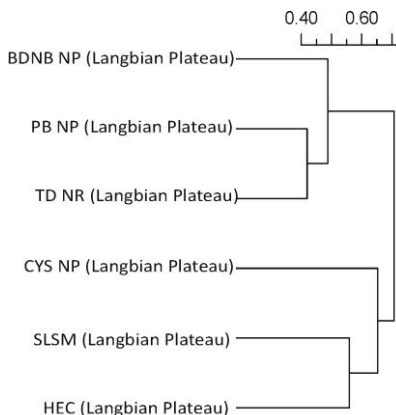 0.40 0.60
BDNB NP (Langbian Plateau)
PB NP (Langbian Plateau)
TD NR (Langbian Plateau)
CYS NP (Langbian Plateau)
SLSM (Langbian Plateau)
HEC (Langbian Plateau)